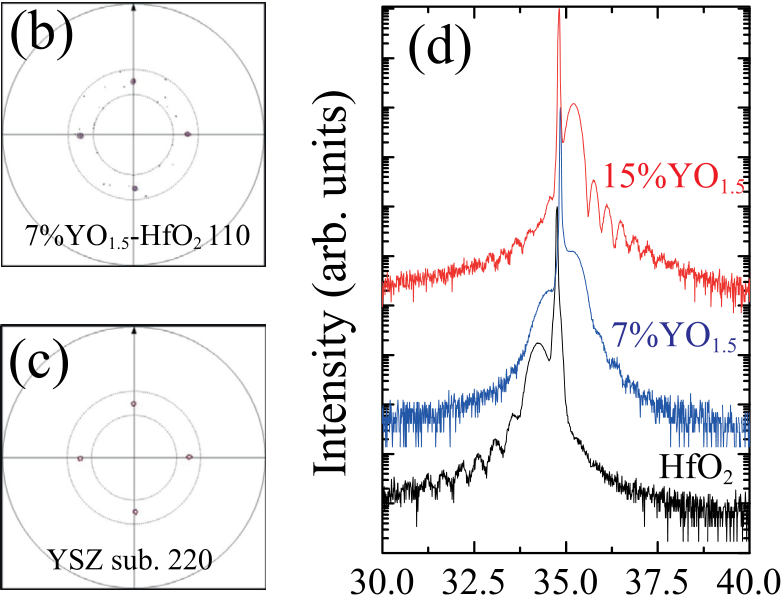 (b)
7%YO1.5-HfO2 110
(c)
YSZ sub. 220
(d)
Intensity (arb. units)
15%YO1.5
7%YO1.5
HfO2
30.0 32.5 35.0 37.5 40.0